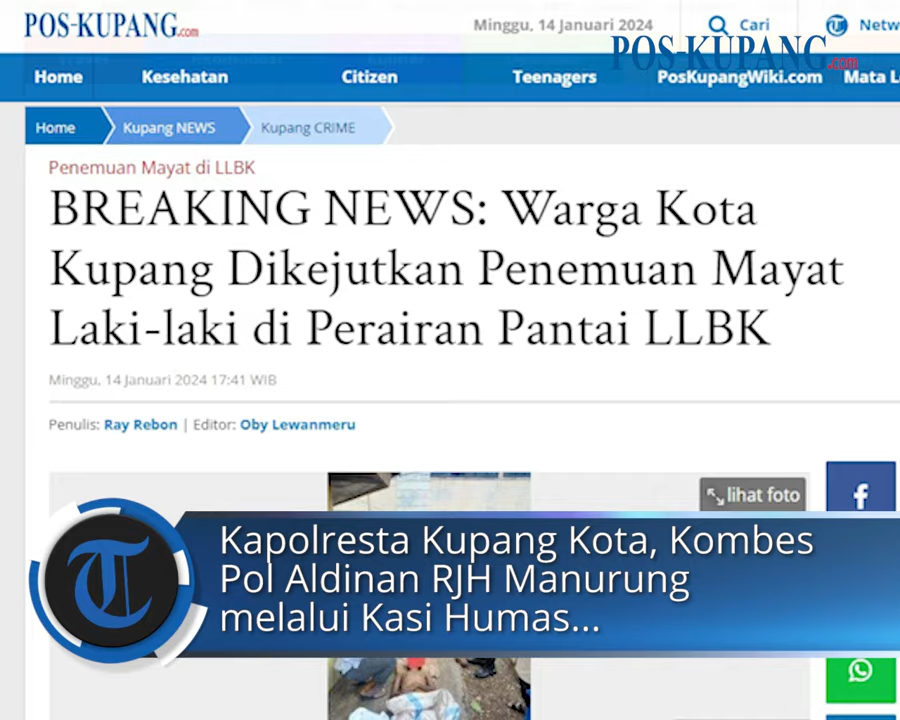 POS-KUPANG.com
Minggu, 14 Januari 2024
Cari
Netw
POS-KUPANG.com
Home
Kesehatan
Citizen
Teenagers
PosKupangWiki.com
Mata L
Home
Kupang NEWS
Kupang CRIME
Penemuan Mayat di LLBK
BREAKING NEWS: Warga Kota
Kupang Dikejutkan Penemuan Mayat
Laki-laki di Perairan Pantai LLBK
Minggu, 14 Januari 2024 17:41 WIB
Penulis: Ray Rebon | Editor: Oby Lewanmeru
lihat foto
f
T
Kapolresta Kupang Kota, Kombes
Pol Aldinan RJH Manurung
melalui Kasi Humas...